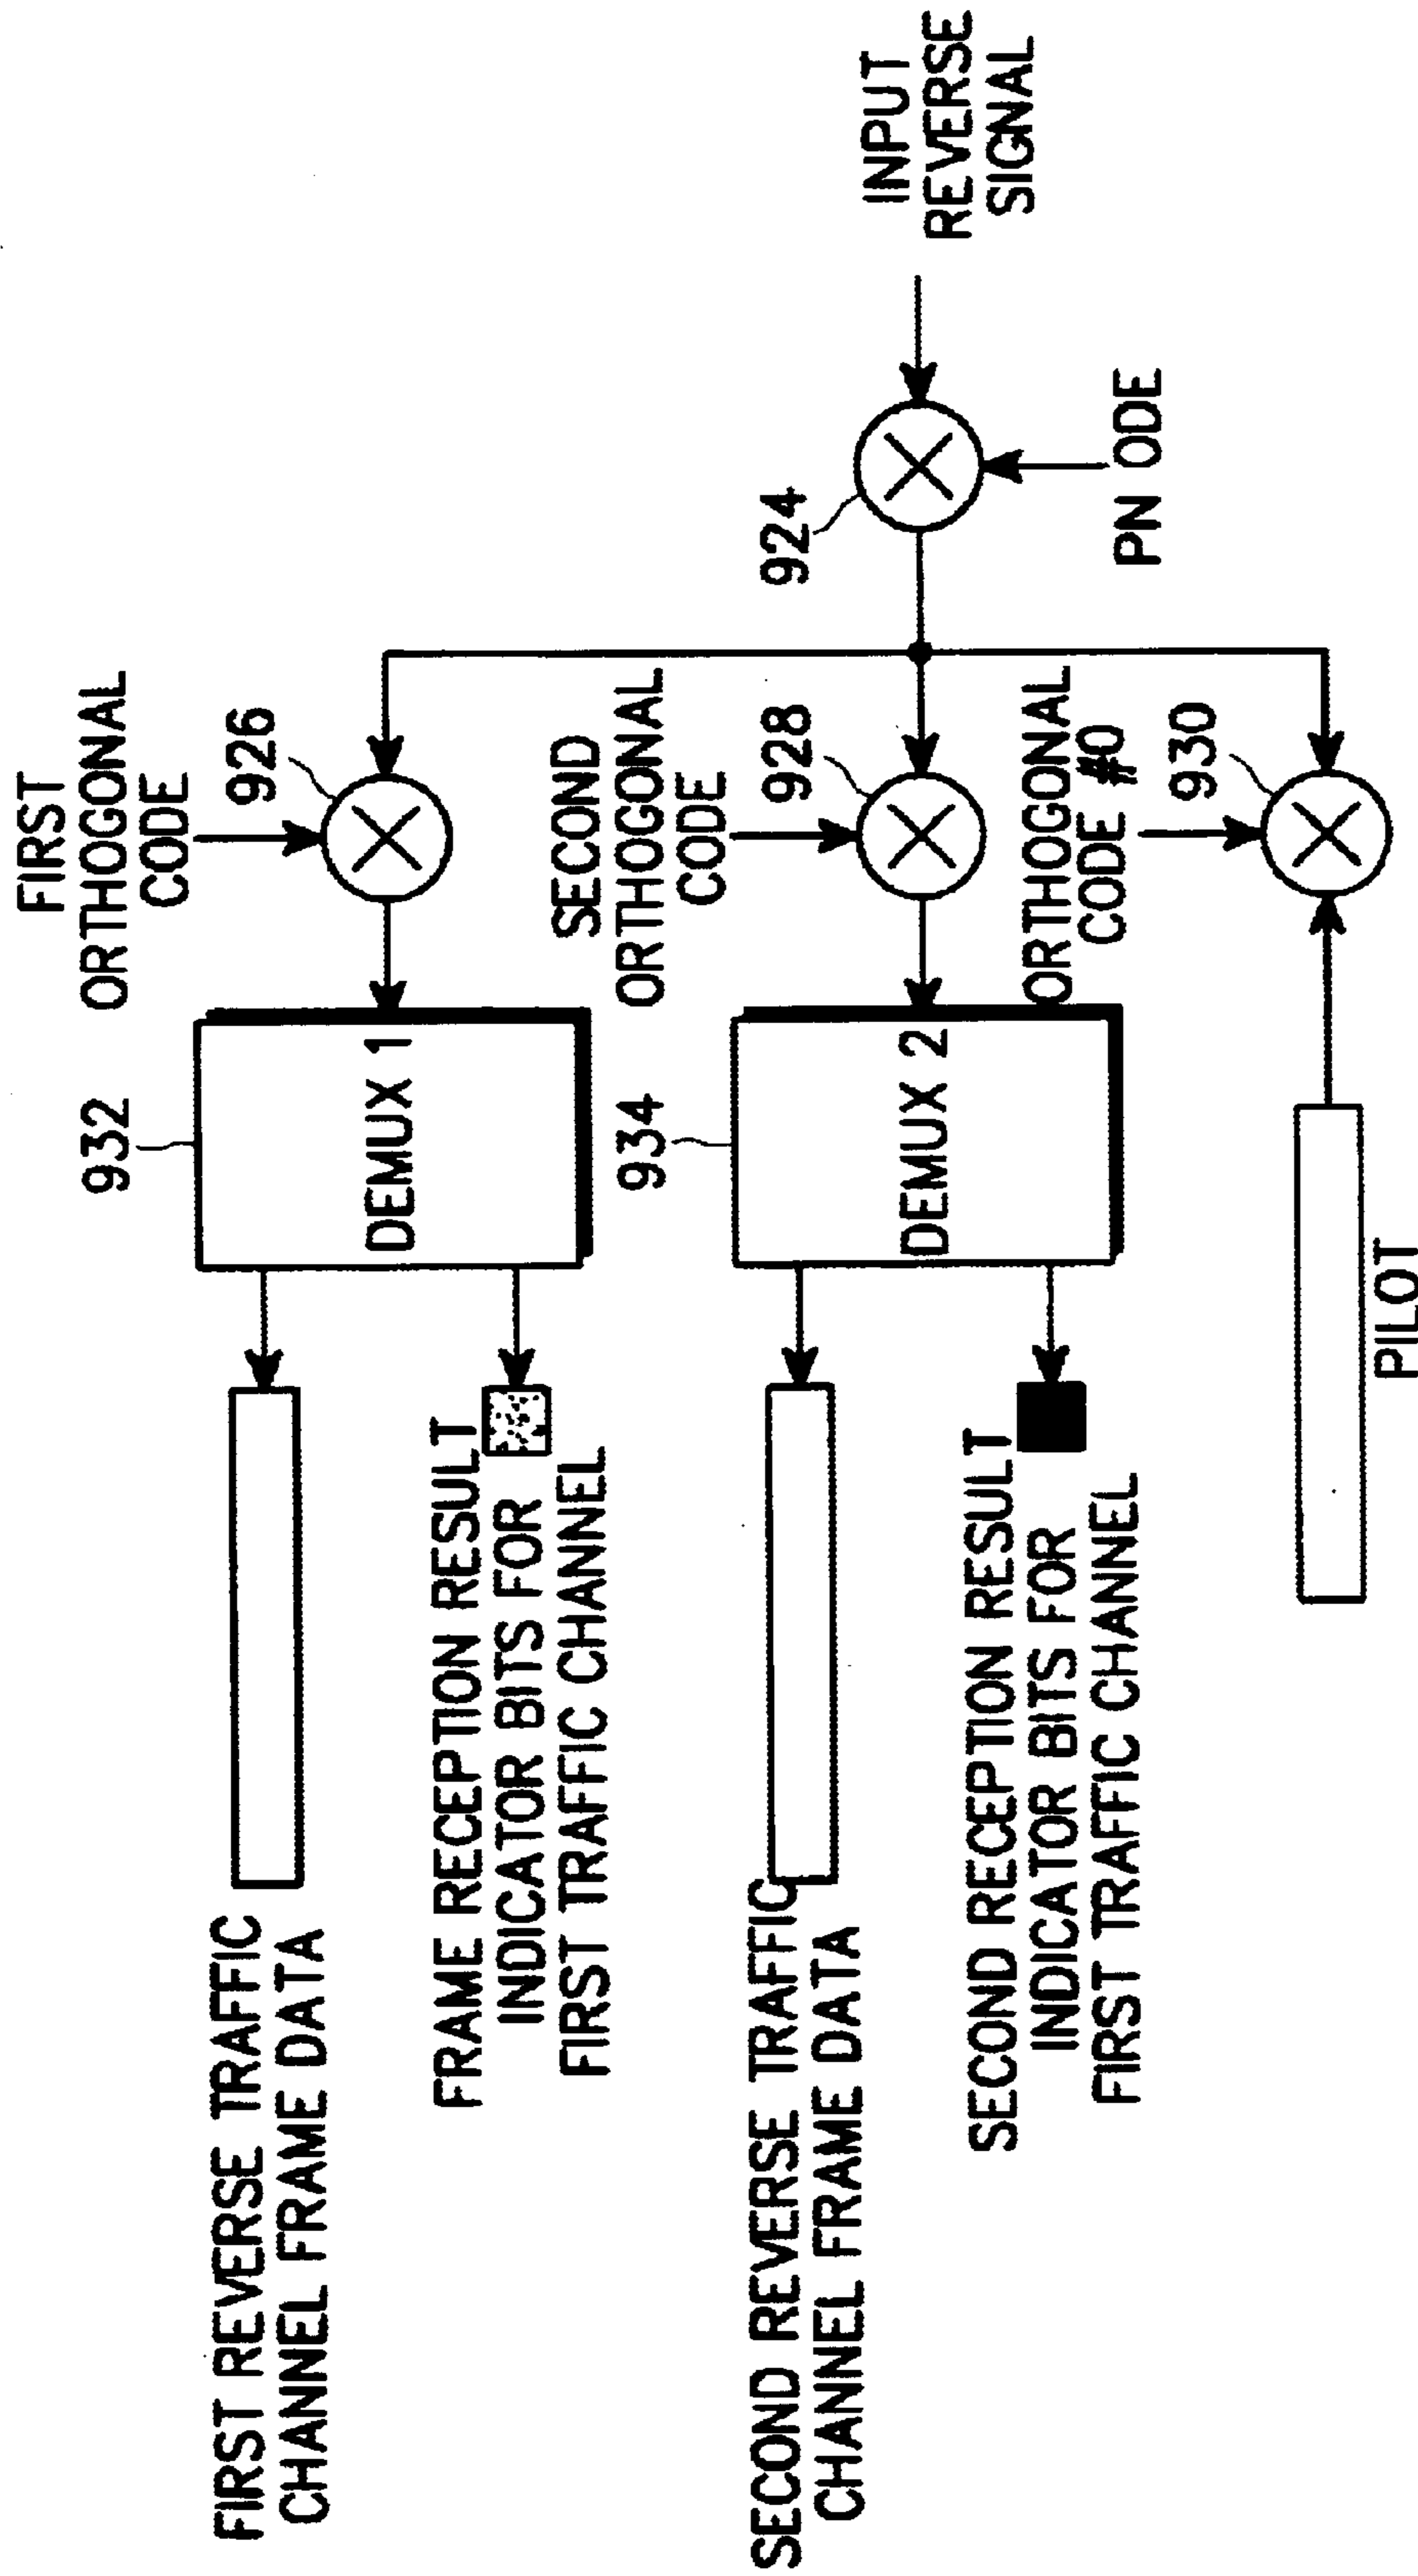 FIRST REVERSE TRAFFIC
CHANNEL FRAME DATA
FRAME RECEPTION RESULT
INDICATOR BITS FOR
FIRST TRAFFIC CHANNEL
932
DEMUX 1
FIRST
ORTHOGONAL
CODE
926
SECOND REVERSE TRAFFIC
CHANNEL FRAME DATA
SECOND RECEPTION RESULT
INDICATOR BITS FOR
FIRST TRAFFIC CHANNEL
934
DEMUX 2
SECOND
ORTHOGONAL
CODE
928
924
INPUT
REVERSE
SIGNAL
PN ODE
PILOT
ORTHOGONAL
CODE #0
930